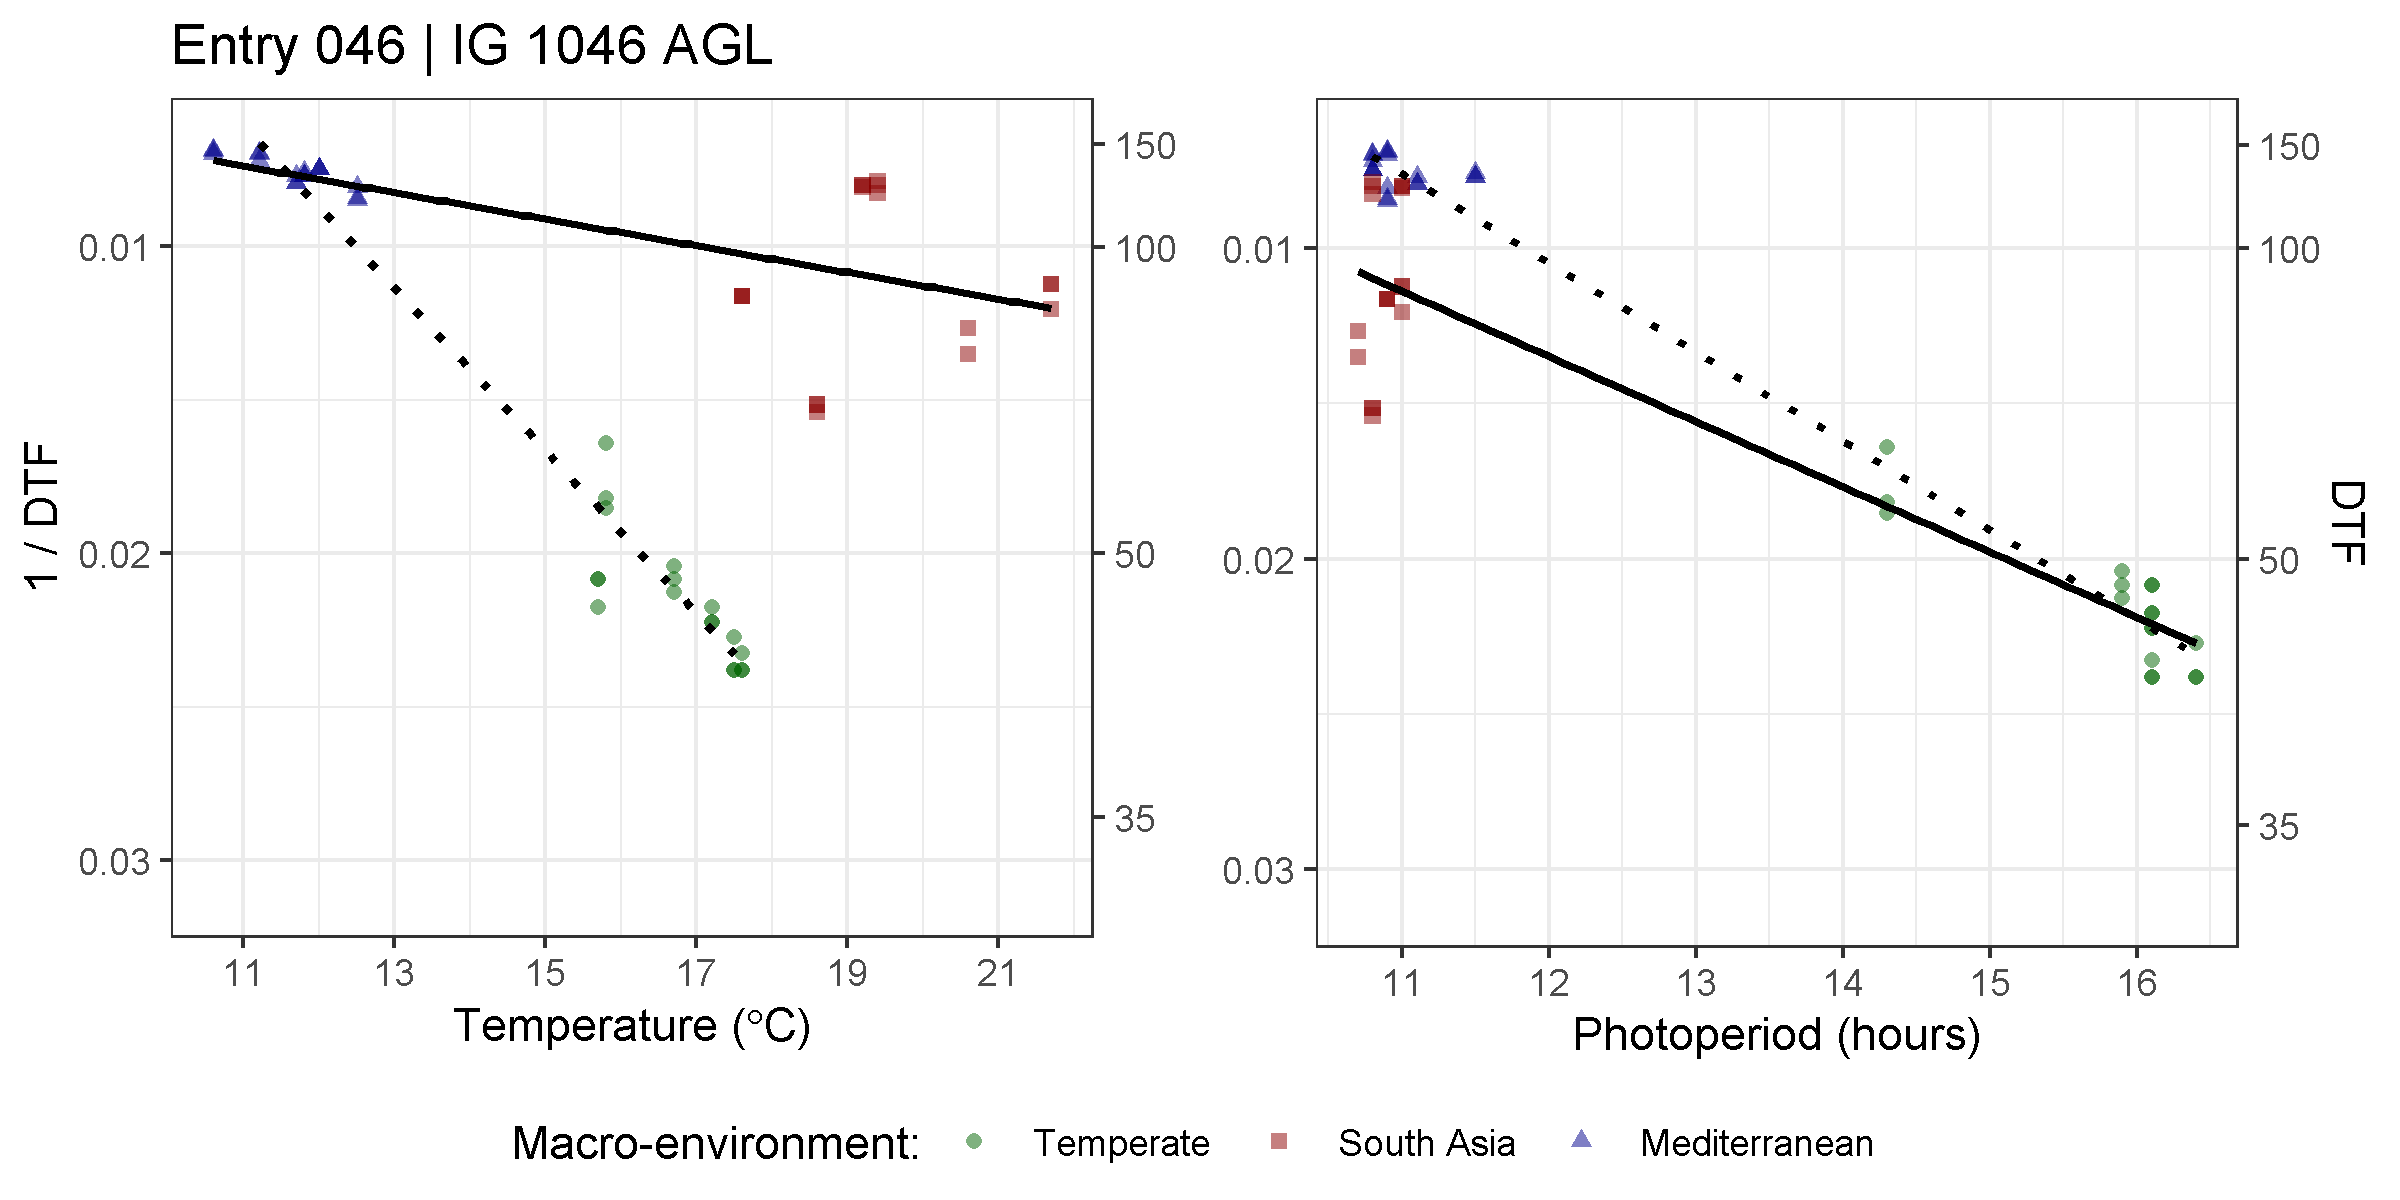 Entry 046 | IG 1046 AGL
1 / DTF
0.01
0.02
0.03
150
100
50
35
11 13 15 17 19 21
Temperature (°C)
0.01
0.02
0.03
150
100
50
35
DTF
11 12 13 14 15 16
Photoperiod (hours)
Macro-environment: Temperate South Asia Mediterranean